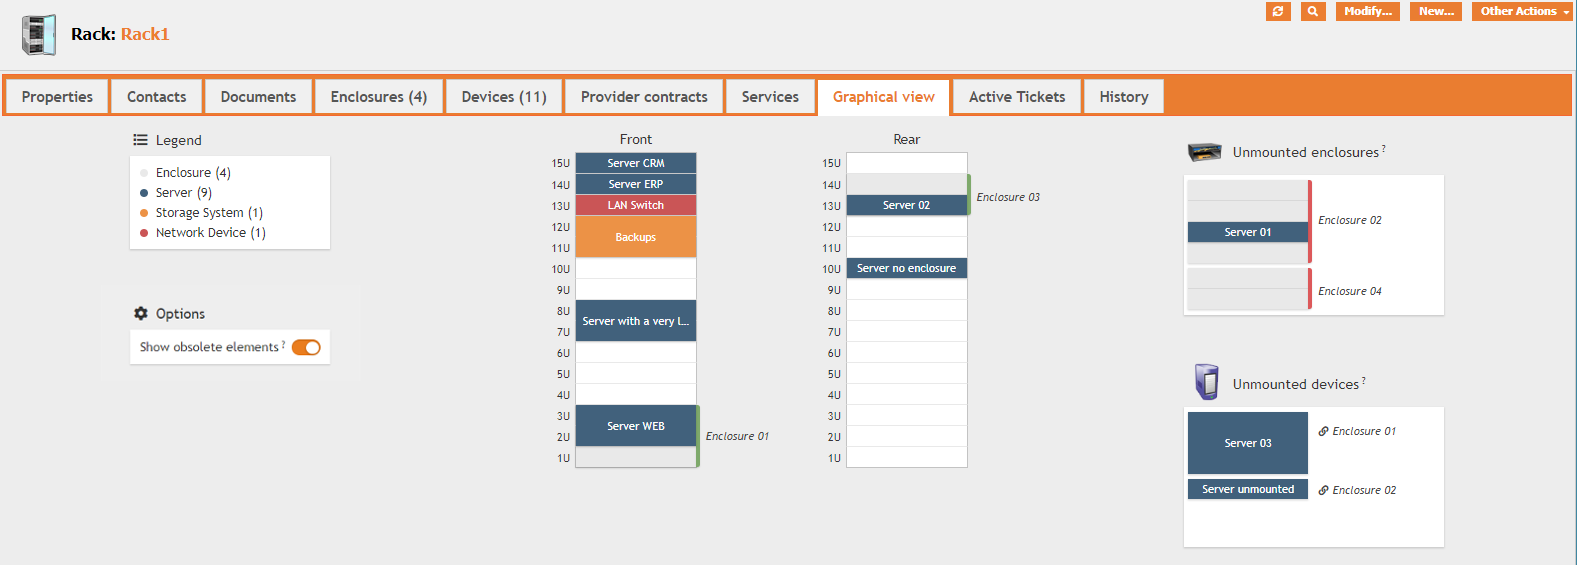 Rack: Rack1
Modify... New... Other Actions
Properties Contacts Documents Enclosures (4) Devices (11) Provider contracts Services Graphical view Active Tickets History
Legend
Enclosure (4)
Server (9)
Storage System (1)
Network Device (1)
Options
Show obsolete elements ?
Front
15U Server CRM
14U Server ERP
13U LAN Switch
12U
Backups
11U
10U
9U
8U
Server with a very l...
7U
6U
5U
4U
3U
Server WEB
2U Enclosure 01
1U
Rear
15U
14U
Enclosure 03
13U Server 02
12U
11U
10U Server no enclosure
9U
8U
7U
6U
5U
4U
3U
2U
1U
Unmounted enclosures ?
Enclosure 02
Server 01
Enclosure 04
Unmounted devices ?
Server 03 Enclosure 01
Server unmounted Enclosure 02